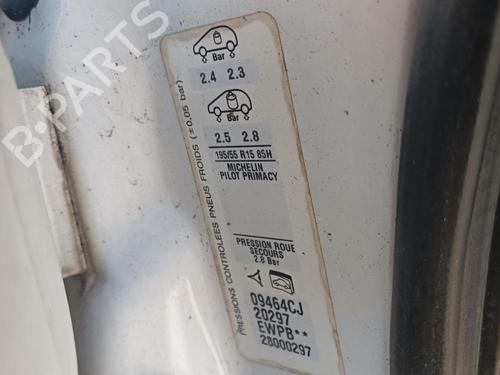 PRESSIONS CONTROLEES PNEUS FROIDS (±0,05 bar)
Bar
2.4 2.3
Bar
2.5 2.8
195/55 R15 85H
MICHELIN
PILOT PRIMACY
PRESSION ROUE
SECOURS
2.8 Bar
09464CJ
20297
EWPB**
28000297
B-PARTS